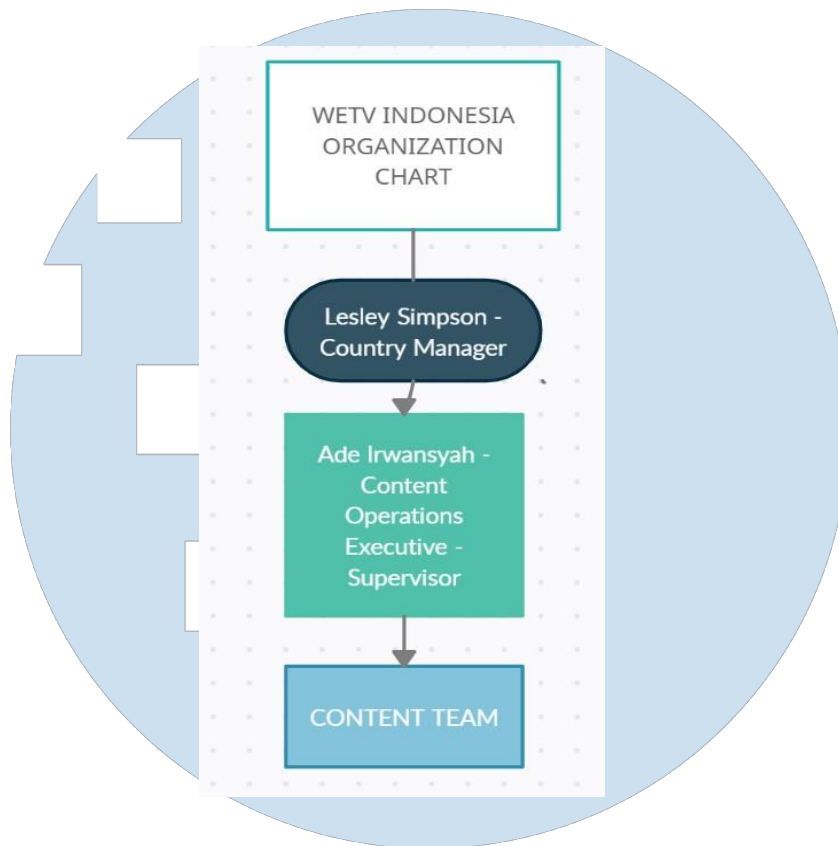 WETV INDONESIA
ORGANIZATION
CHART
Lesley Simpson -
Country Manager
Ade Irwansyah -
Content
Operations
Executive -
Supervisor
CONTENT TEAM